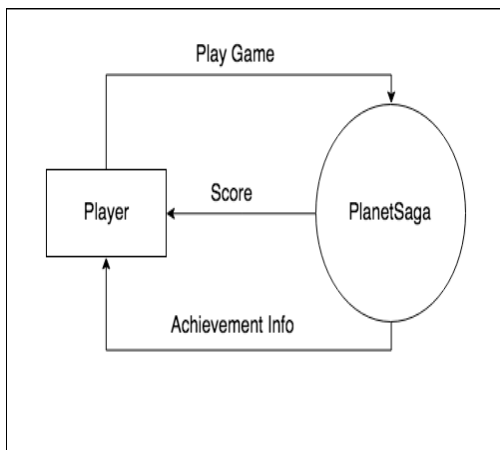 Play Game
Player
Score
PlanetSaga
Achievement Info